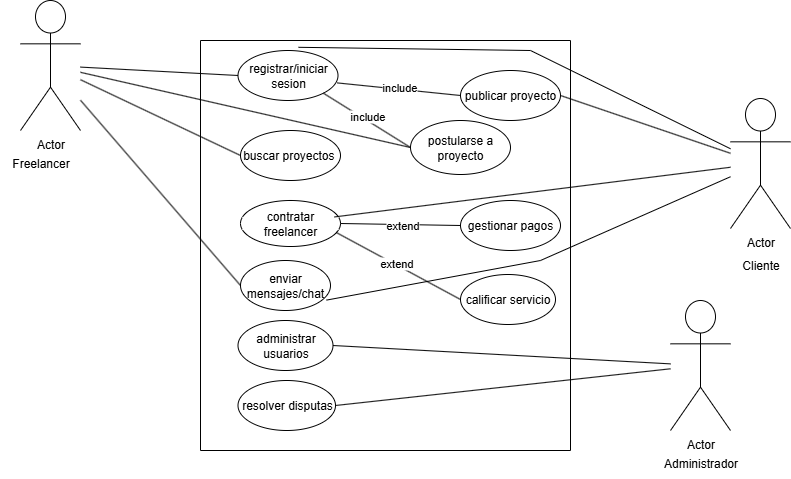 registrar/iniciar
sesion
include
publicar proyecto
include
postularse a
proyecto
Actor
Freelancer
buscar proyectos
contratar
freelancer
extend
gestionar pagos
Actor
Cliente
extend
enviar
mensajes/chat
calificar servicio
administrar
usuarios
resolver disputas
Actor
Administrador